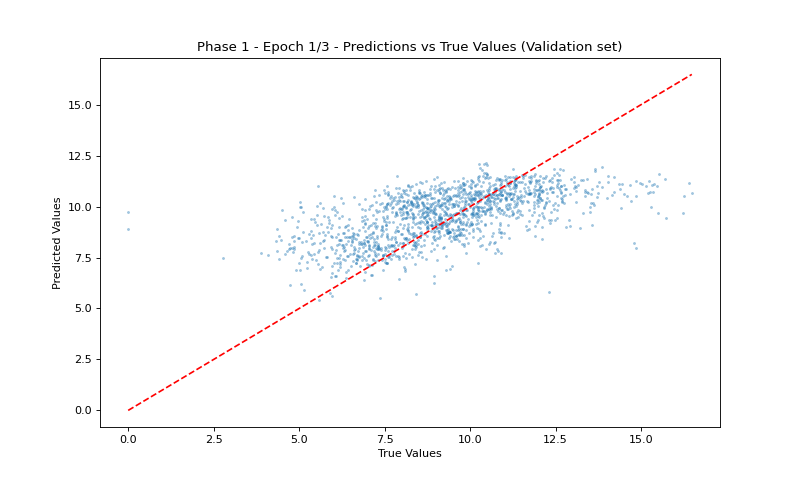 Phase 1 - Epoch 1/3 - Predictions vs True Values (Validation set)
15.0
12.5
10.0
7.5
5.0
2.5
0.0
Predicted Values
0.0 2.5 5.0 7.5 10.0 12.5 15.0
True Values